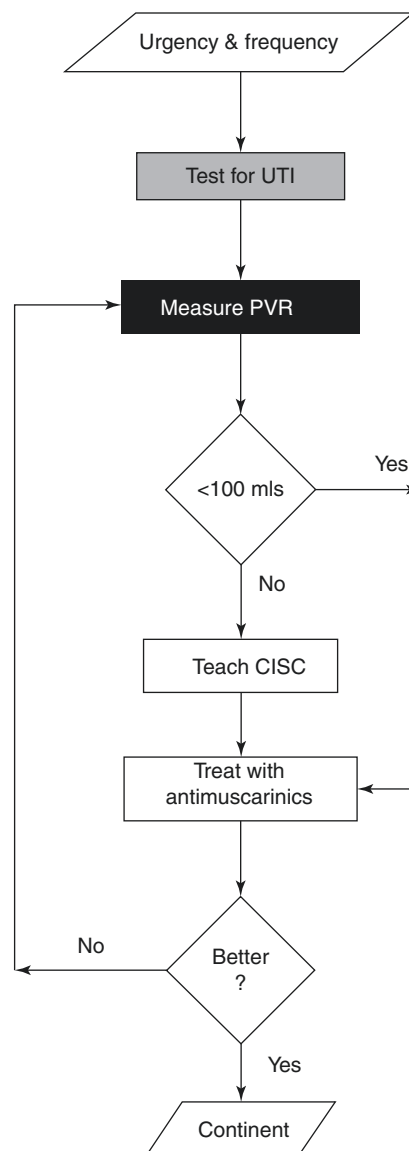 Urgency & frequency
Test for UTI
Measure PVR
<100 mls
Yes
No
Teach CISC
Treat with
antimuscarinics
No
Better
?
Yes
Continent